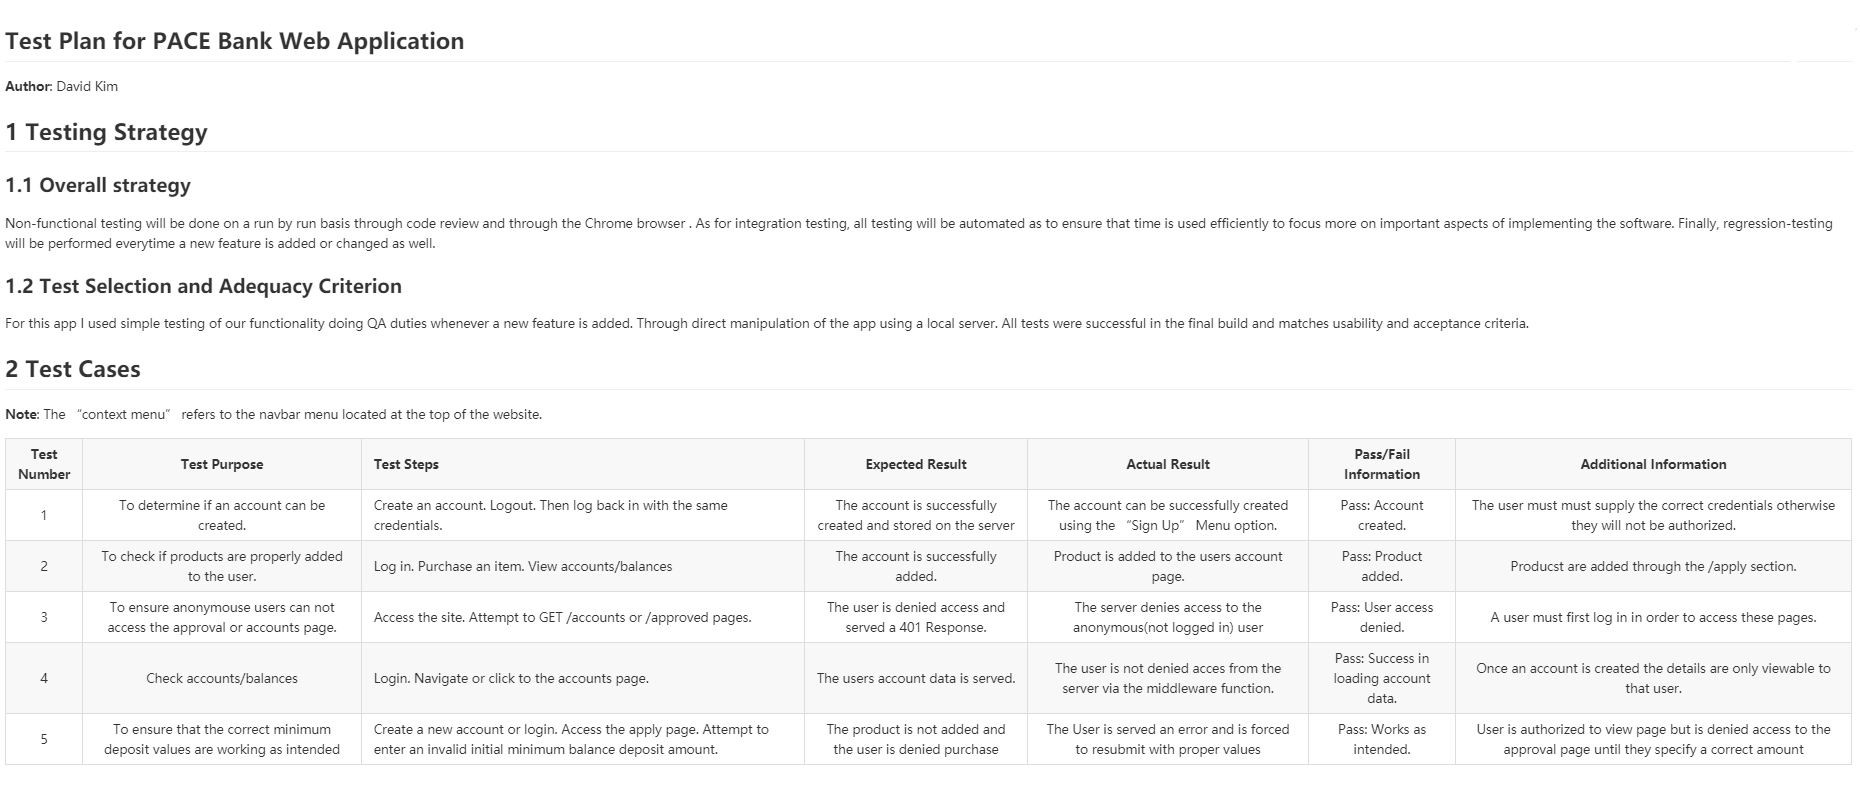 Test Plan for PACE Bank Web Application
Author: David Kim
1 Testing Strategy
1.1 Overall strategy
Non-functional testing will be done on a run by run basis through code review and through the Chrome browser . As for integration testing, all testing will be automated as to ensure that time is used efficiently to focus more on important aspects of implementing the software. Finally, regression-testing
will be performed everytime a new feature is added or changed as well.
1.2 Test Selection and Adequacy Criterion
For this app I used simple testing of our functionality doing QA duties whenever a new feature is added. Through direct manipulation of the app using a local server. All tests were successful in the final build and matches usability and acceptance criteria.
2 Test Cases
Note: The “context menu” refers to the navbar menu located at the top of the website.
Test
Number
Test Purpose
Test Steps
Expected Result
Actual Result
Pass/Fail
Information
Additional Information
1
To determine if an account can be
created.
Create an account. Logout. Then log back in with the same
credentials.
The account is successfully
created and stored on the server
The account can be successfully created
using the “Sign Up” Menu option.
Pass: Account
created.
The user must must supply the correct credentials otherwise
they will not be authorized.
2
To check if products are properly added
to the user.
Log in. Purchase an item. View accounts/balances
The account is successfully
added.
Product is added to the users account
page.
Pass: Product
added.
Producst are added through the /apply section.
3
To ensure anonymouse users can not
access the approval or accounts page.
Access the site. Attempt to GET /accounts or /approved pages.
The user is denied access and
served a 401 Response.
The server denies access to the
anonymous(not logged in) user
Pass: User access
denied.
A user must first log in in order to access these pages.
4
Check accounts/balances
Login. Navigate or click to the accounts page.
The users account data is served.
The user is not denied acces from the
server via the middleware function.
Pass: Success in
loading account
data.
Once an account is created the details are only viewable to
that user.
5
To ensure that the correct minimum
deposit values are working as intended
Create a new account or login. Access the apply page. Attempt to
enter an invalid initial minimum balance deposit amount.
The product is not added and
the user is denied purchase
The User is served an error and is forced
to resubmit with proper values
Pass: Works as
intended.
User is authorized to view page but is denied access to the
approval page until they specify a correct amount